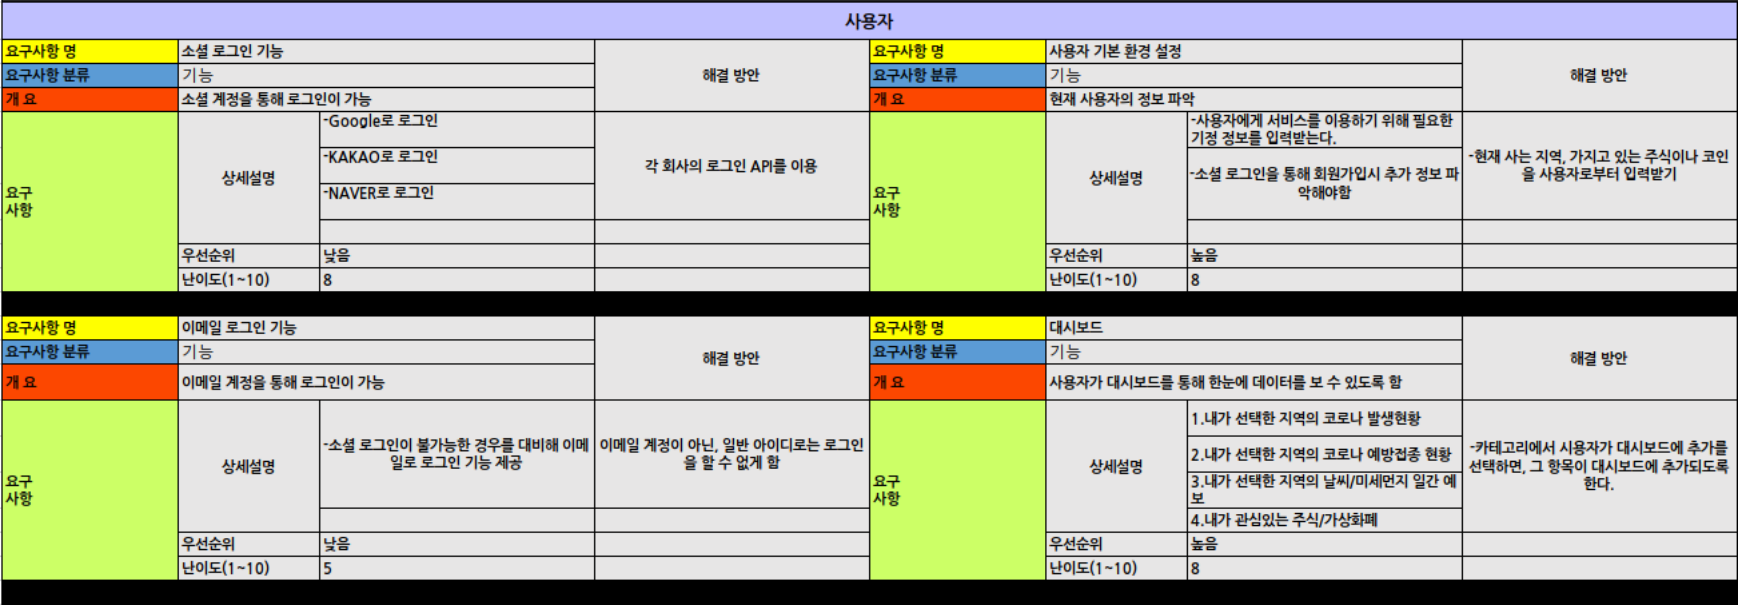 사용자
요구사항 명
소셜 로그인 기능
해결 방안
요구사항 분류
기능
개 요
소셜 계정을 통해 로그인이 가능
요구
사항
상세설명
-Google로 로그인
-KAKAO로 로그인
-NAVER로 로그인
각 회사의 로그인 API를 이용
우선순위
낮음
난이도(1~10)
8
요구사항 명
사용자 기본 환경 설정
해결 방안
요구사항 분류
기능
개 요
현재 사용자의 정보 파악
요구
사항
상세설명
-사용자에게 서비스를 이용하기 위해 필요한
기정 정보를 입력받는다.
-소셜 로그인을 통해 회원가입시 추가 정보 파
악해야함
-현재 사는 지역, 가지고 있는 주식이나 코인
을 사용자로부터 입력받기
우선순위
높음
난이도(1~10)
8
요구사항 명
이메일 로그인 기능
해결 방안
요구사항 분류
기능
개 요
이메일 계정을 통해 로그인이 가능
요구
사항
상세설명
-소셜 로그인이 불가능한 경우를 대비해 이메
일로 로그인 기능 제공
이메일 계정이 아닌, 일반 아이디로는 로그인
을 할 수 없게 함
우선순위
낮음
난이도(1~10)
5
요구사항 명
대시보드
해결 방안
요구사항 분류
기능
개 요
사용자가 대시보드를 통해 한눈에 데이터를 보 수 있도록 함
요구
사항
상세설명
1.내가 선택한 지역의 코로나 발생현황
2.내가 선택한 지역의 코로나 예방접종 현황
3.내가 선택한 지역의 날씨/미세먼지 일간 예
보
4.내가 관심있는 주식/가상화폐
-카테고리에서 시용자가 대시보드에 추가를
선택하면, 그 항목이 대시보드에 추가되도록
한다.
우선순위
높음
난이도(1~10)
8